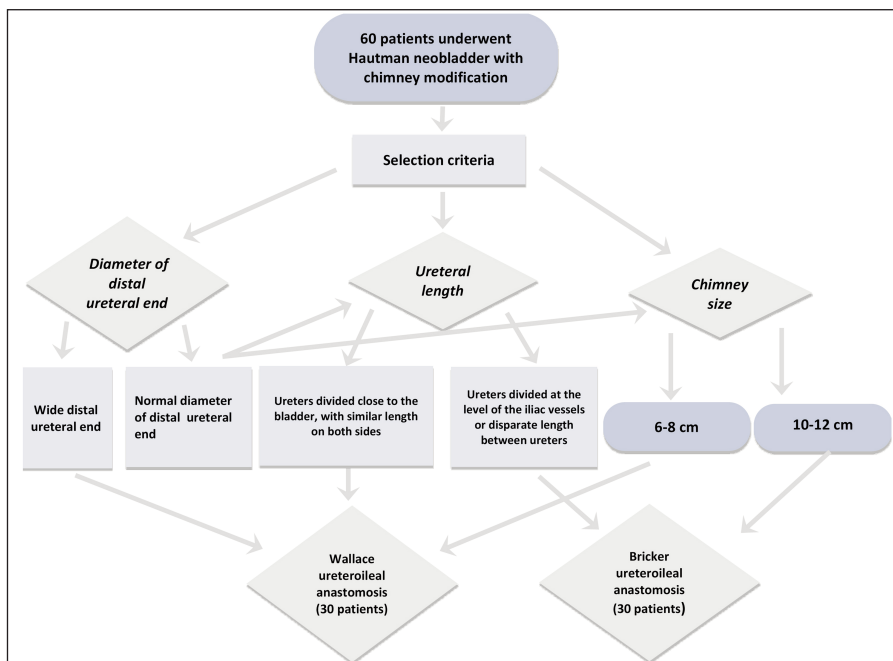 60 patients underwent
Hautman neobladder with
chimney modification
Selection criteria
Diameter of
distal
ureteral end
Ureteral
length
Chimney
size
Wide distal
ureteral end
Normal diameter
of distal ureteral
end
Ureters divided close to the
bladder, with similar length
on both sides
Ureters divided at the
level of the iliac vessels
or disparate length
between ureters
6-8 cm
10-12 cm
Wallace
ureteroileal
anastomosis
(30 patients)
Bricker
ureteroileal
anastomosis
(30 patients)